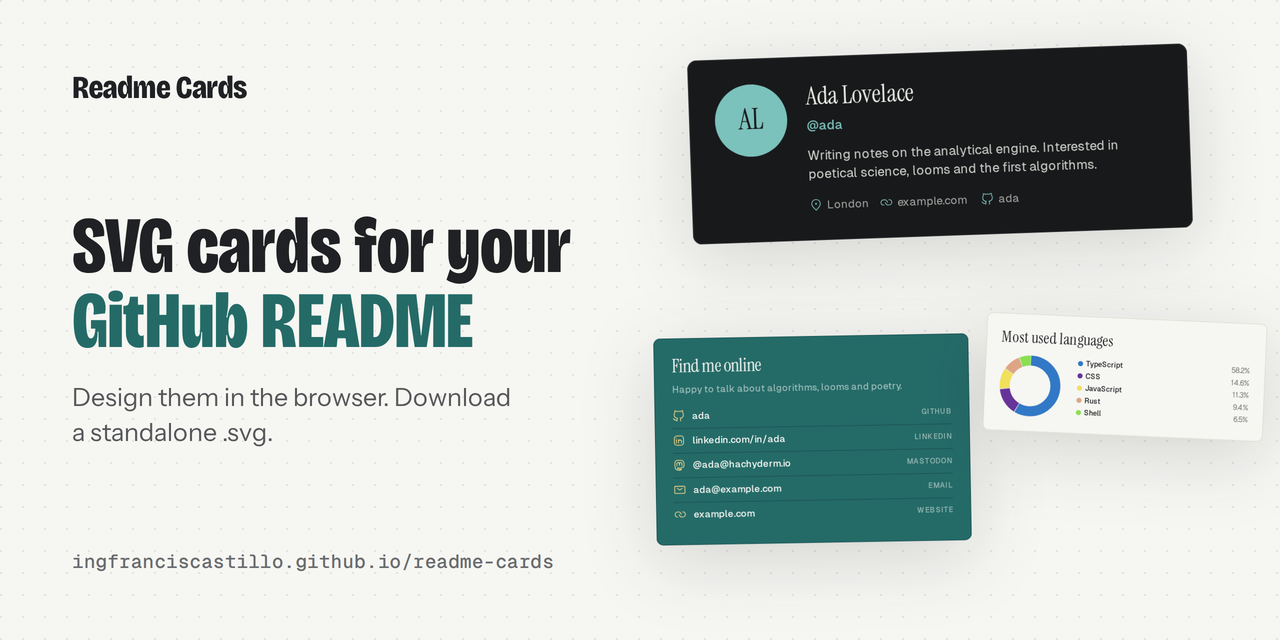 Readme Cards
SVG cards for your
GitHub README
Design them in the browser. Download
a standalone .svg.
ingfranciscastillo.github.io/readme-cards
AL
Ada Lovelace
@ada
Writing notes on the analytical engine. Interested in
poetical science, looms and the first algorithms.
London example.com ada
Find me online
Happy to talk about algorithms, looms and poetry.
ada GITHUB
linkedin.com/in/ada LINKEDIN
@ada@hachyderm.io MASTODON
ada@example.com EMAIL
example.com WEBSITE
Most used languages
TypeScript 58.2%
CSS 14.6%
JavaScript 11.3%
Rust 9.4%
Shell 6.5%